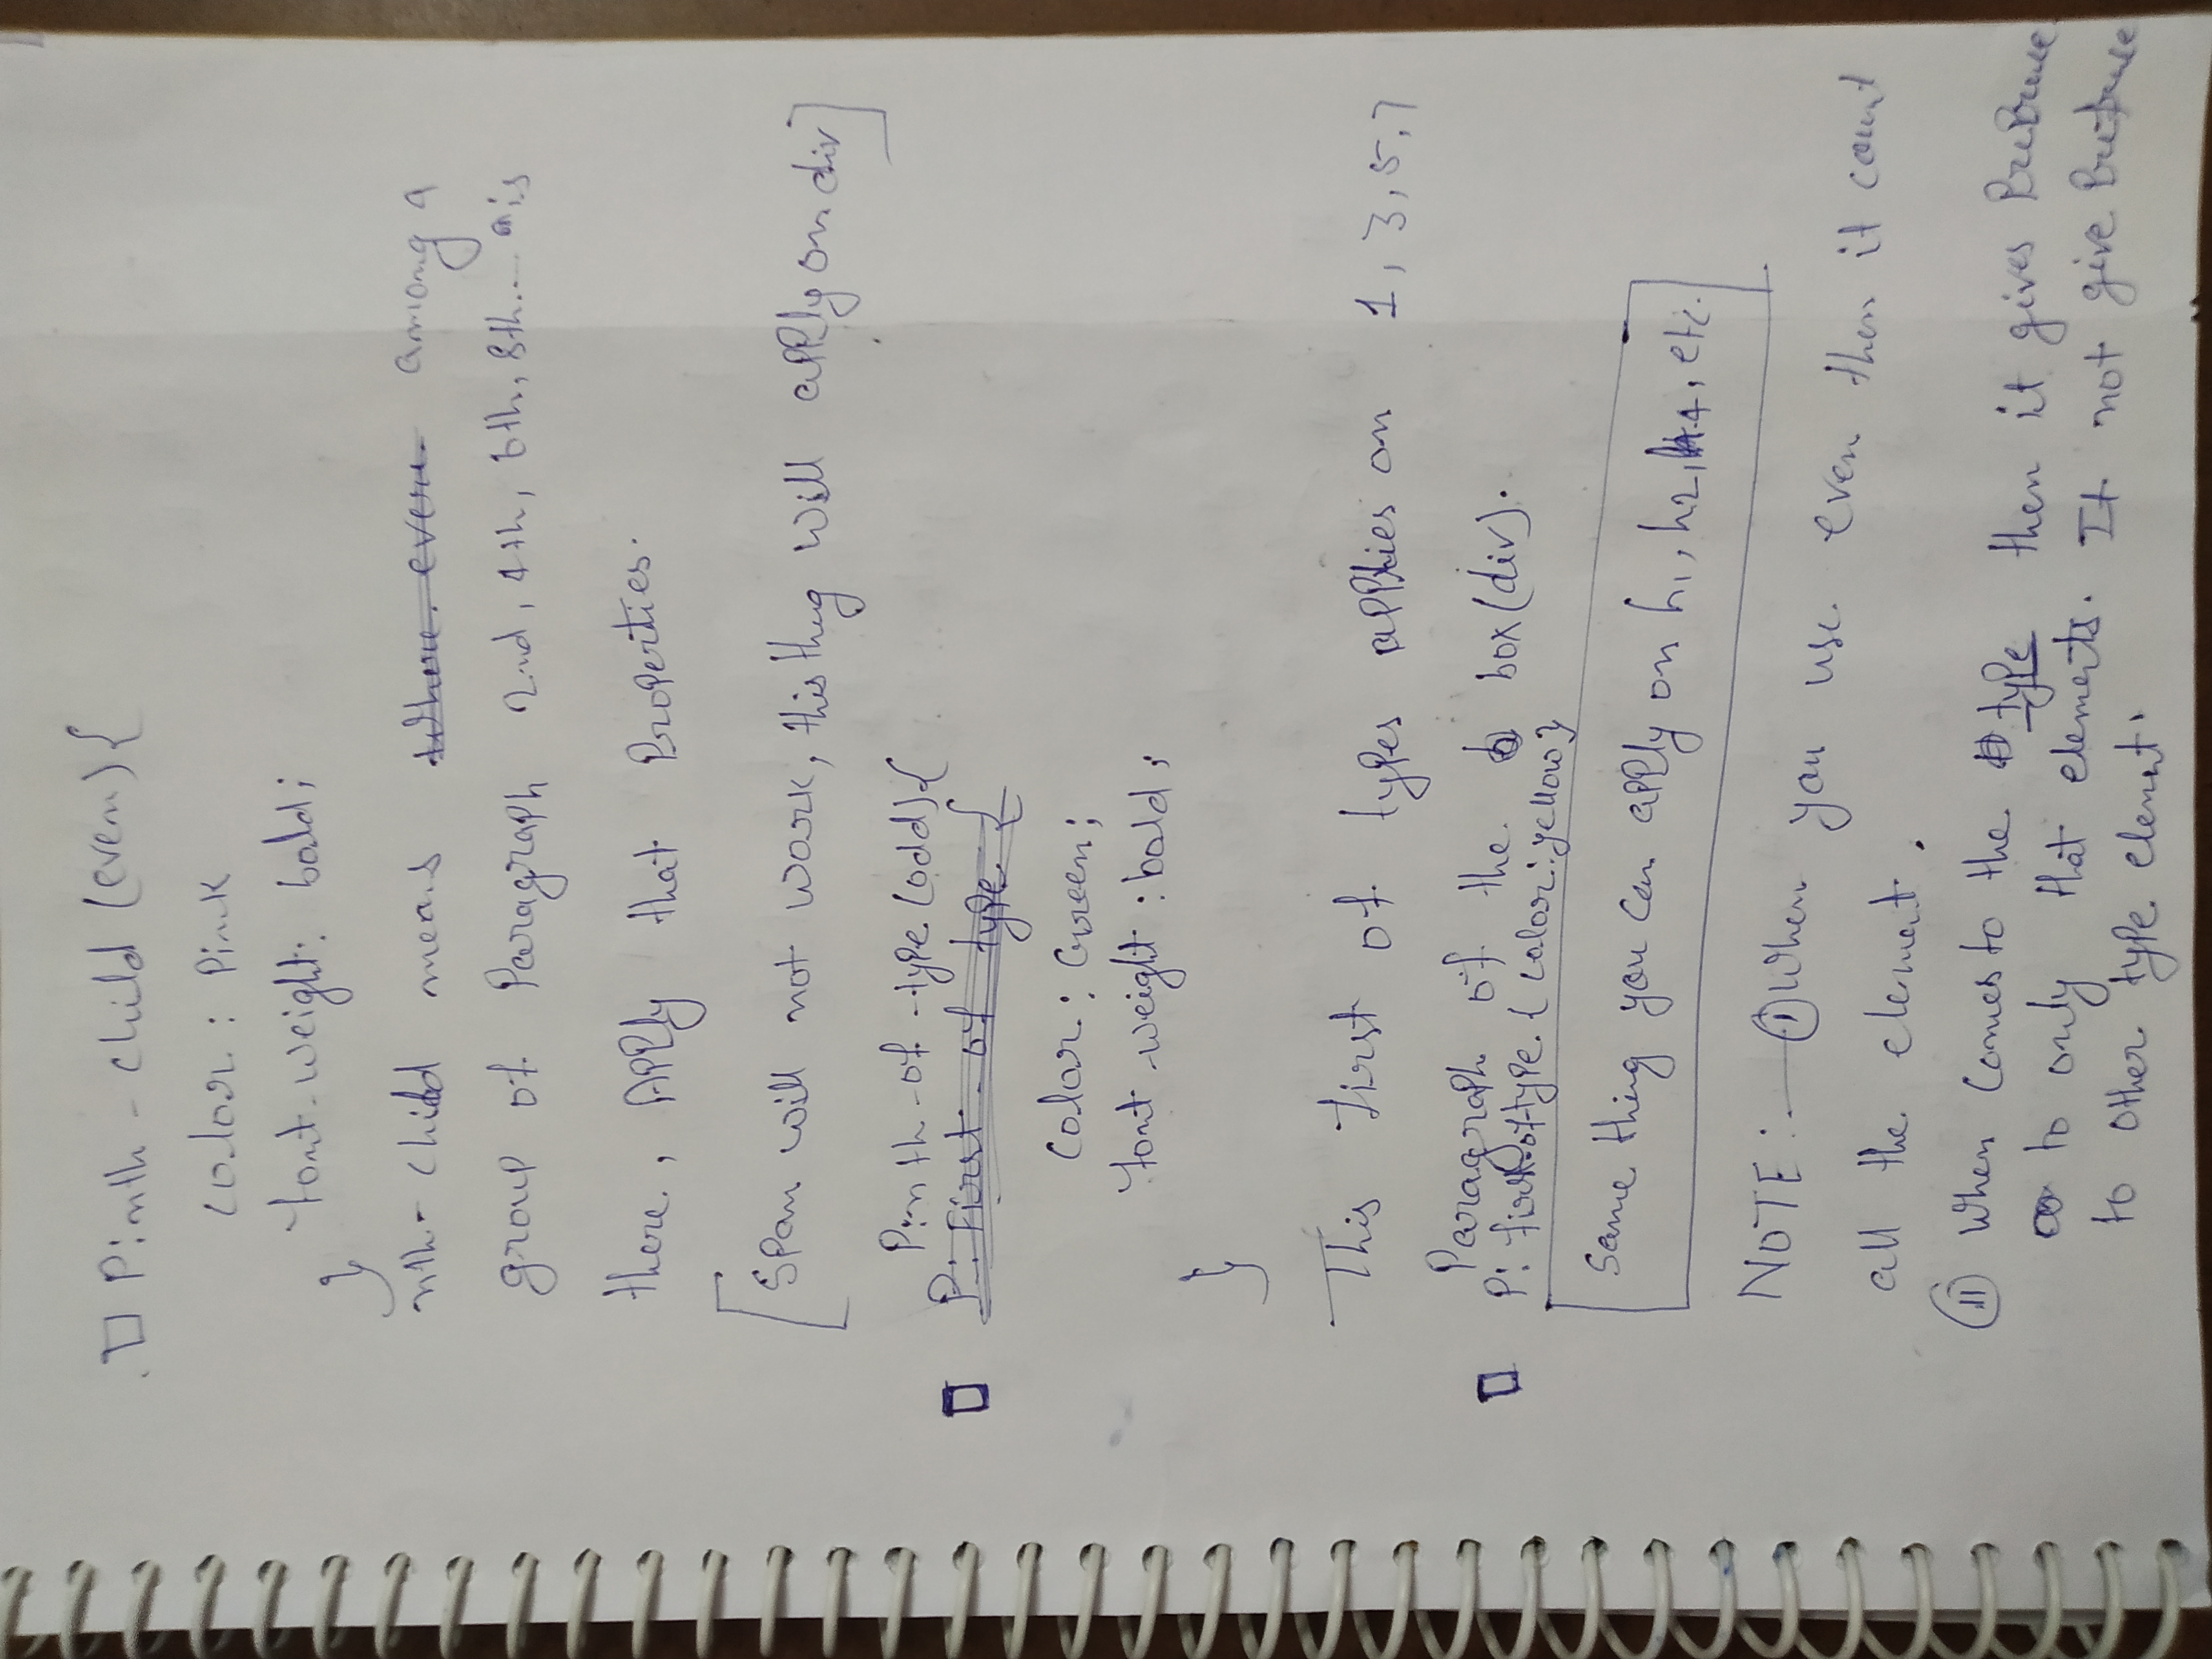 P:nth-child(even){
color: Pink
font-weight: bold;
}
nth-child means among a
group of Paragraph 2nd, 4th, 6th, 8th.... is
there, Apply that Properties.
[Span will not work, this thing will apply on div]
P:nth-of-type(odd){
P: First-of type {
Color: Green;
font-weight: bold;
}
This first of types applies on 1, 3, 5, 7
Paragraph of the box (div).
P: first-of-type { color: yellow}
Same thing you can apply on h1, h2, h4, etc.
NOTE:— (i) When you use even then it count
all the element.
(ii) When comes to the type then it gives
to only that elements. It not give
to other type element.